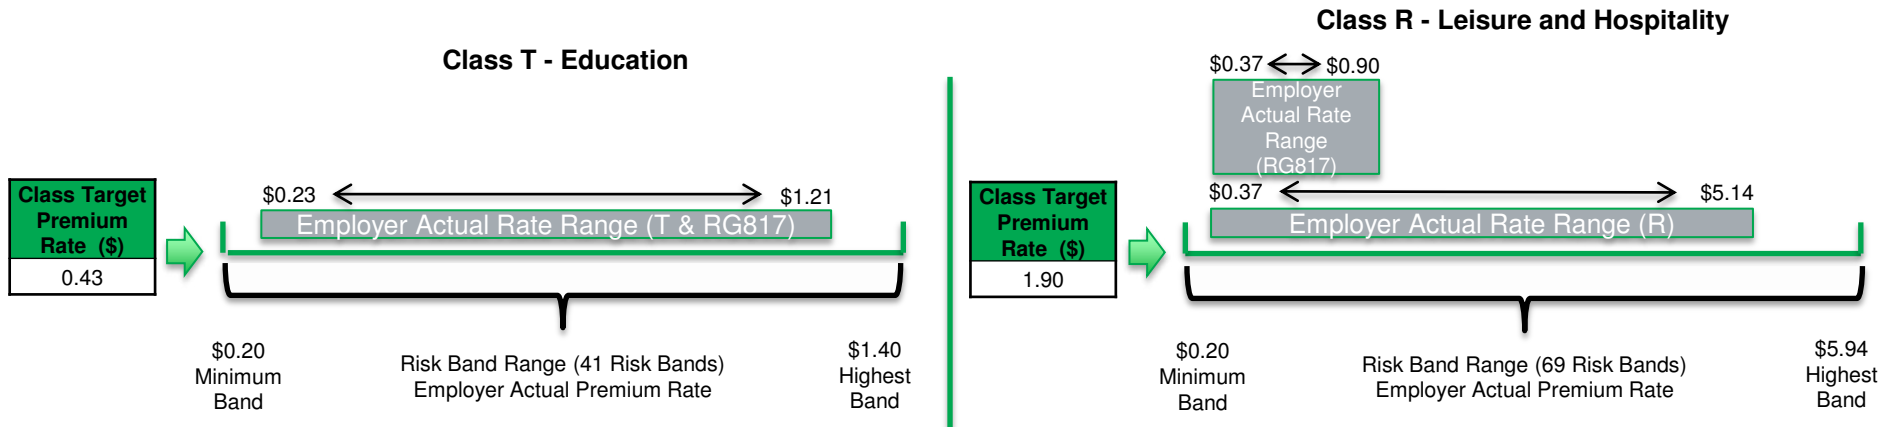 Class T - Education
Class Target
Premium
Rate ($)
0.43
$0.23
$1.21
Employer Actual Rate Range (T & RG817)
$0.20
Minimum
Band
Risk Band Range (41 Risk Bands)
Employer Actual Premium Rate
$1.40
Highest
Band
Class R - Leisure and Hospitality
$0.37
$0.90
Employer
Actual Rate
Range
(RG817)
Class Target
Premium
Rate ($)
1.90
$0.37
$5.14
Employer Actual Rate Range (R)
$0.20
Minimum
Band
Risk Band Range (69 Risk Bands)
Employer Actual Premium Rate
$5.94
Highest
Band